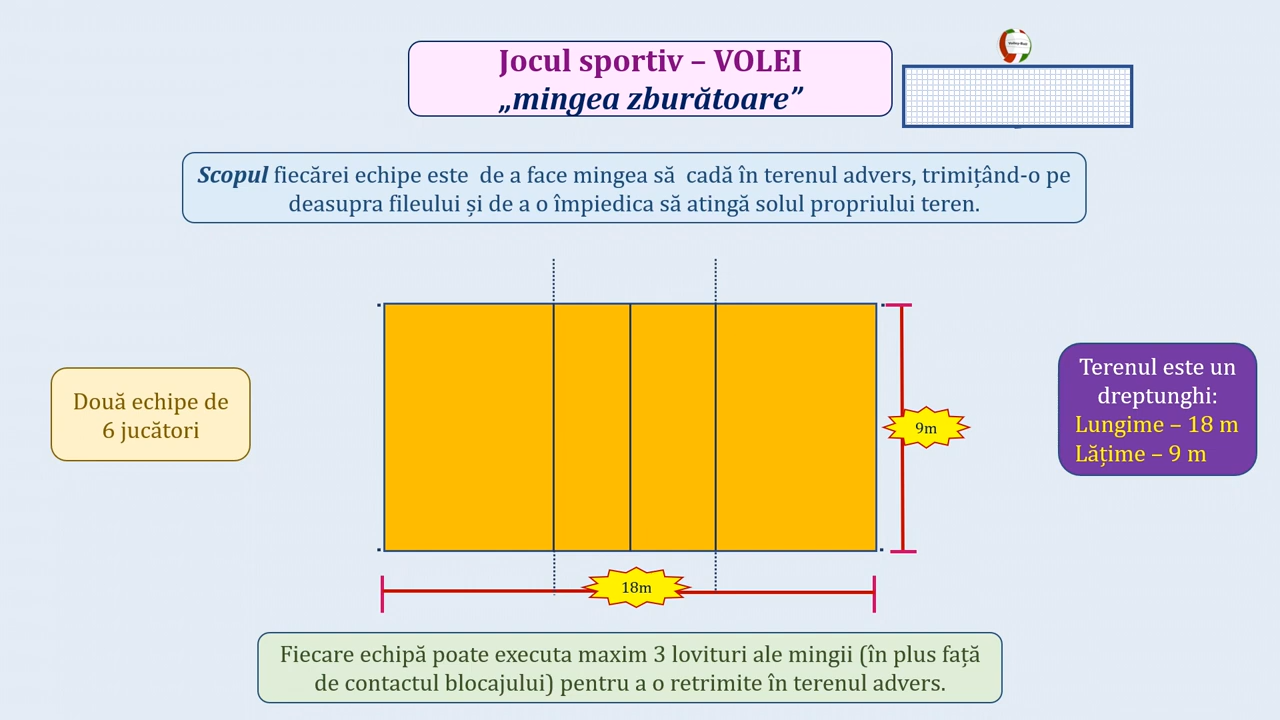 Jocul sportiv – VOLEI
„mingea zburătoare”
Scopul fiecărei echipe este de a face mingea să cadă în terenul advers, trimițând-o pe
deasupra fileului și de a o împiedica să atingă solul propriului teren.
Două echipe de
6 jucători
9m
Terenul este un
dreptunghi:
Lungime – 18 m
Lățime – 9 m
18m
Fiecare echipă poate executa maxim 3 lovituri ale mingii (în plus față
de contactul blocajului) pentru a o retrimite în terenul advers.